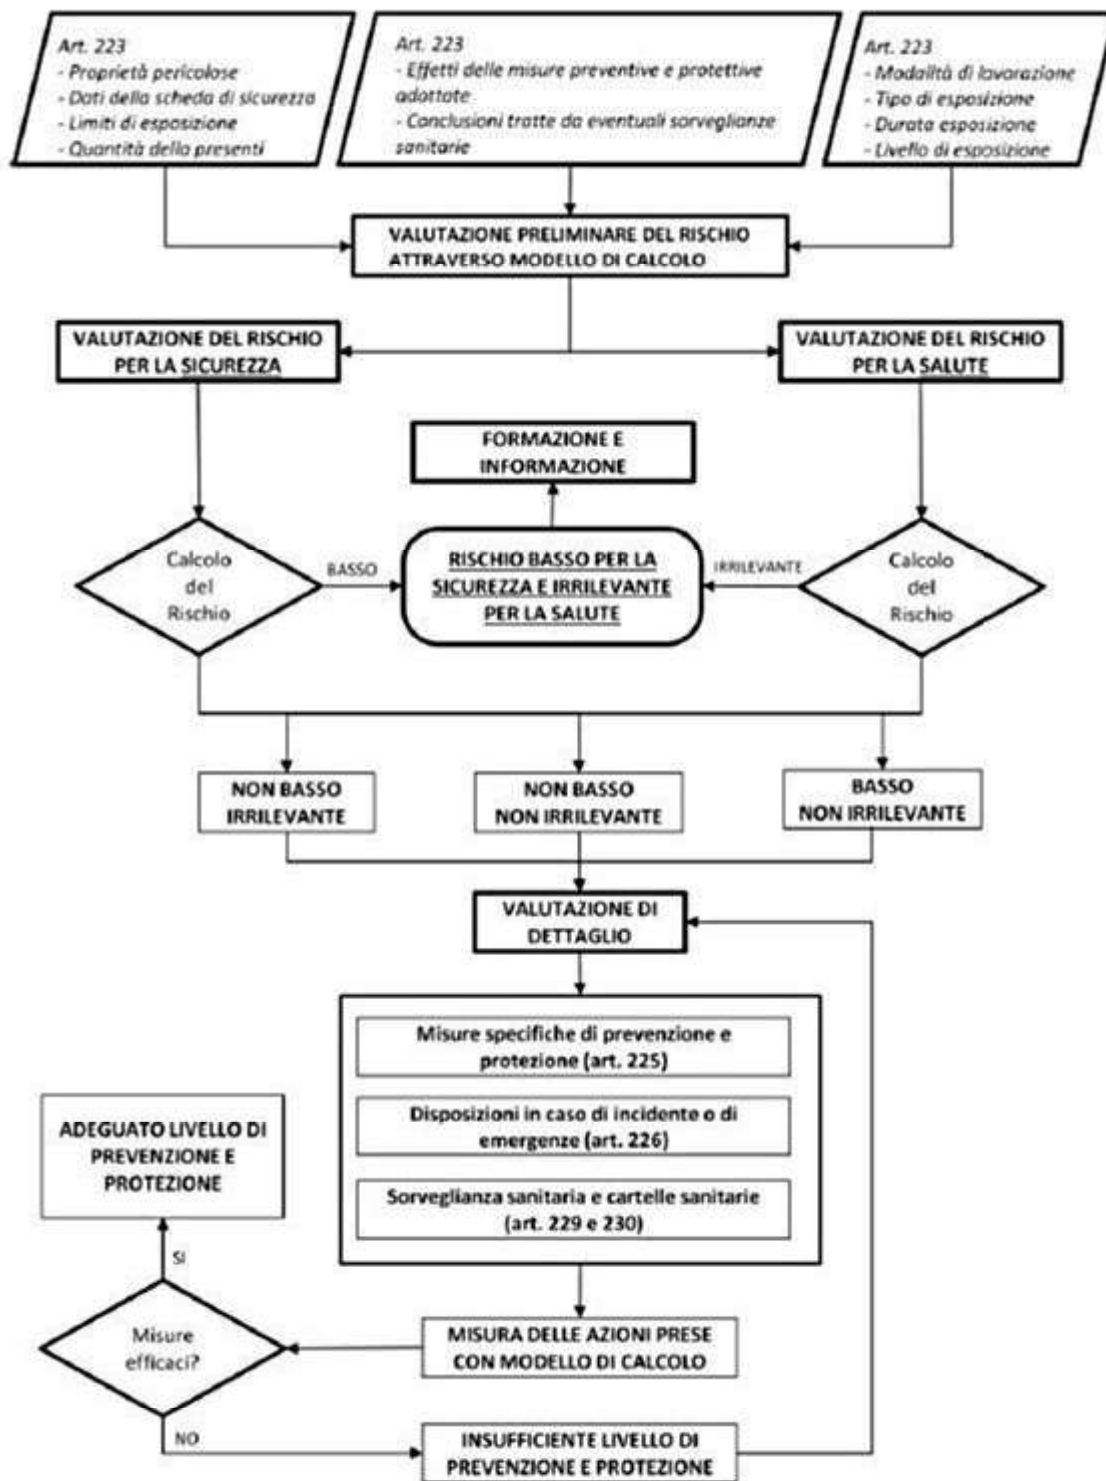 Art. 223
- Proprietà pericolose
- Dati della scheda di sicurezza
- Limiti di esposizione
- Quantità della presenti
Art. 223
- Effetti delle misure preventive e protettive
adottate
- Conclusioni tratte da eventuali sorveglianze
sanitarie
Art. 223
- Modalità di lavorazione
- Tipo di esposizione
- Durata esposizione
- Livello di esposizione
VALUTAZIONE PRELIMINARE DEL RISCHIO
ATTRAVERSO MODELLO DI CALCOLO
VALUTAZIONE DEL RISCHIO
PER LA SICUREZZA
VALUTAZIONE DEL RISCHIO
PER LA SALUTE
FORMAZIONE E
INFORMAZIONE
Calcolo
del
Rischio
BASSO
RISCHIO BASSO PER LA
SICUREZZA E IRRILEVANTE
PER LA SALUTE
IRRILEVANTE
Calcolo
del
Rischio
NON BASSO
IRRILEVANTE
NON BASSO
NON IRRILEVANTE
BASSO
NON IRRILEVANTE
VALUTAZIONE DI
DETTAGLIO
Misure specifiche di prevenzione e
protezione (art. 225)
Disposizioni in caso di incidente o di
emergenze (art. 226)
Sorveglianza sanitaria e cartelle sanitarie
(art. 229 e 230)
ADEGUATO LIVELLO DI
PREVENZIONE E
PROTEZIONE
SI
Misure
efficaci?
MISURA DELLE AZIONI PRESE
CON MODELLO DI CALCOLO
NO
INSUFFICIENTE LIVELLO DI
PREVENZIONE E PROTEZIONE